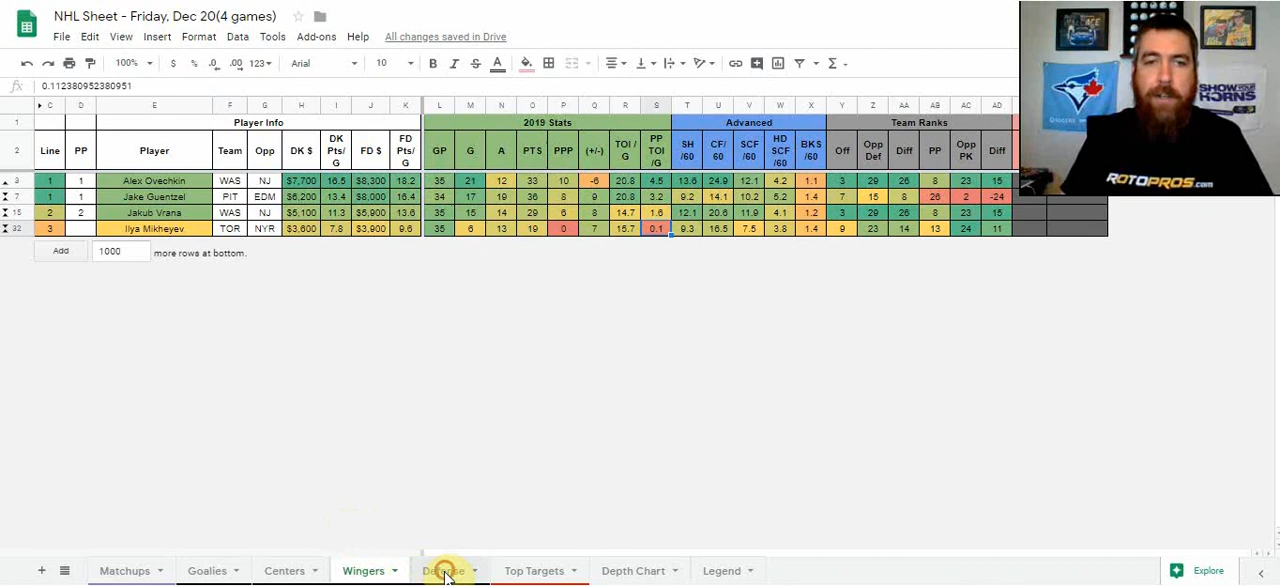 NHL Sheet - Friday, Dec 20(4 games)
File Edit View Insert Format Data Tools Add-ons Help All changes saved in Drive
100% $ % .0 .00 123 Arial 10 B I S A Σ
fx 0.112380952380951
C D E F G H I J K L M N O P Q R S T U V W X Y Z AA AB AC AD
1 Player Info 2019 Stats Advanced Team Ranks
2 Line PP Player Team Opp DK $ DK Pts/ G FD $ FD Pts/ G GP G A PTS PPP (+/-) TOI / G PP TOI /G SH /60 CF/ 60 SCF/ 60 HD SCF /60 BKS /60 Off Opp Def Diff PP Opp PK Diff
3 1 1 Alex Ovechkin WAS NJ $7,700 16.5 $8,300 18.2 35 21 12 33 10 -6 20.8 4.5 13.6 24.9 12.1 4.2 1.1 3 29 26 8 23 15
7 1 1 Jake Guentzel PIT EDM $6,200 13.4 $8,000 16.4 34 17 19 36 8 9 20.8 3.2 9.2 14.1 10.2 5.2 1.4 7 15 8 26 2 -24
15 2 2 Jakub Vrana WAS NJ $5,100 11.3 $5,900 13.6 35 15 14 29 6 8 14.7 1.6 12.1 20.6 11.9 4.1 1.2 3 29 26 8 23 15
32 3 Ilya Mikheyev TOR NYR $3,600 7.8 $3,900 9.6 35 6 13 19 0 7 15.7 0.1 9.3 16.5 7.5 3.8 1.4 9 23 14 13 24 11
Add 1000 more rows at bottom.
SHOW YOUR
HORNS
ROTOPROS.com
Matchups Goalies Centers Wingers Defense Top Targets Depth Chart Legend Explore